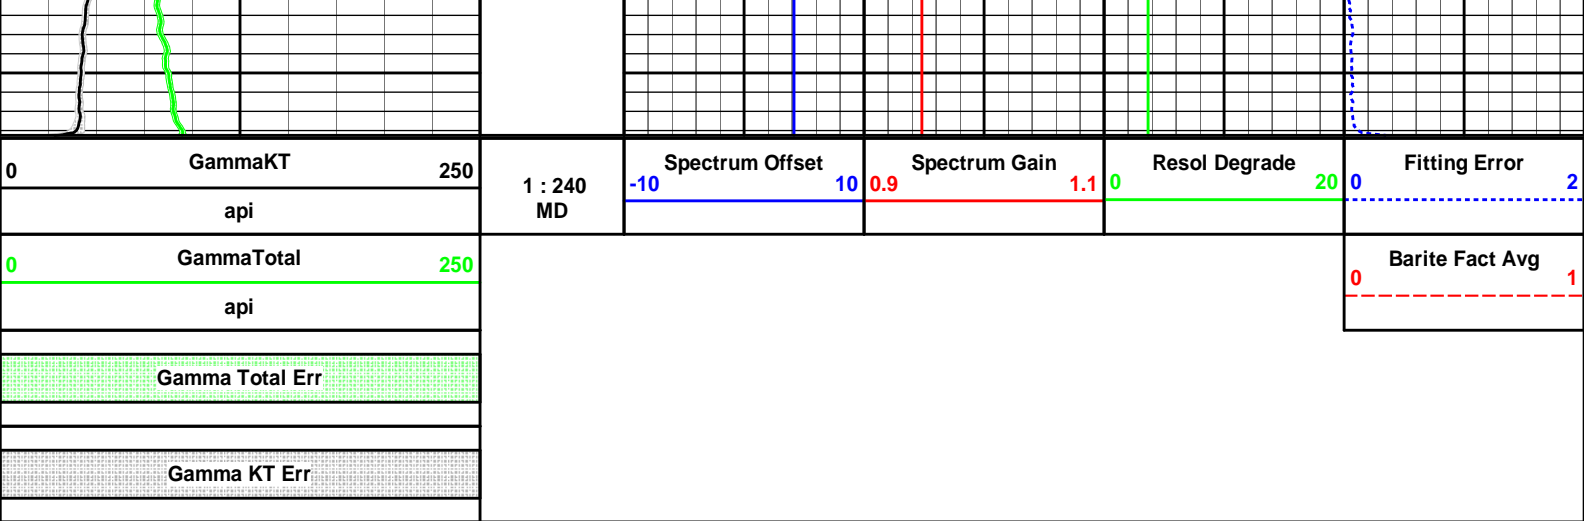 GammaKT
0 250
api
1 : 240
MD
Spectrum Offset
-10 10
Spectrum Gain
0.9 1.1
Resol Degrade
0 20
Fitting Error
0 2
GammaTotal
0 250
api
Barite Fact Avg
0 1
Gamma Total Err
Gamma KT Err